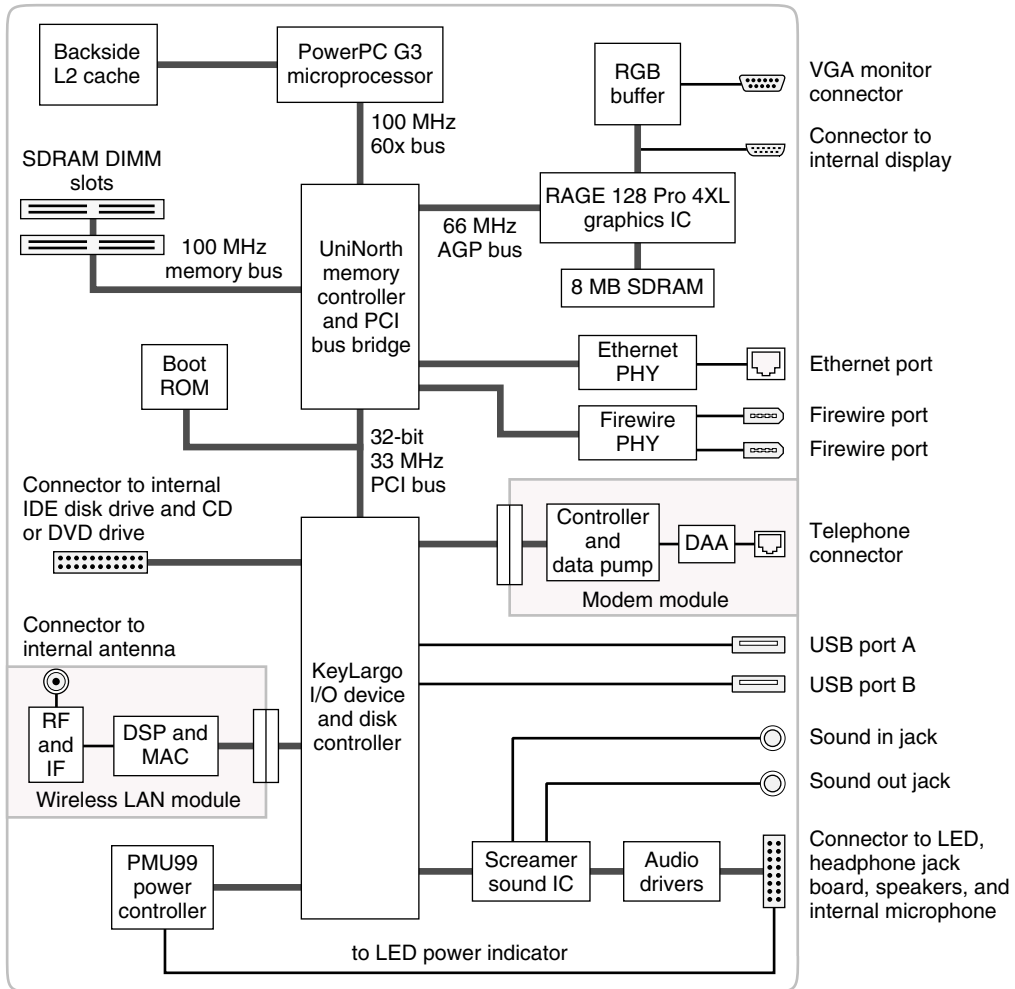 Backside
L2 cache
PowerPC G3
microprocessor
RGB
buffer
VGA monitor
connector
100 MHz
60x bus
Connector to
internal display
SDRAM DIMM
slots
RAGE 128 Pro 4XL
graphics IC
66 MHz
AGP bus
100 MHz
memory bus
UniNorth
memory
controller
and PCI
bus bridge
8 MB SDRAM
Boot
ROM
Ethernet
PHY
Ethernet port
Firewire
PHY
Firewire port
Firewire port
32-bit
33 MHz
PCI bus
Connector to internal
IDE disk drive and CD
or DVD drive
Controller
and
data pump
DAA
Telephone
connector
Modem module
Connector to
internal antenna
USB port A
USB port B
KeyLargo
I/O device
and disk
controller
RF
and
IF
DSP and
MAC
Wireless LAN module
Sound in jack
Sound out jack
PMU99
power
controller
Screamer
sound IC
Audio
drivers
Connector to LED,
headphone jack
board, speakers, and
internal microphone
to LED power indicator